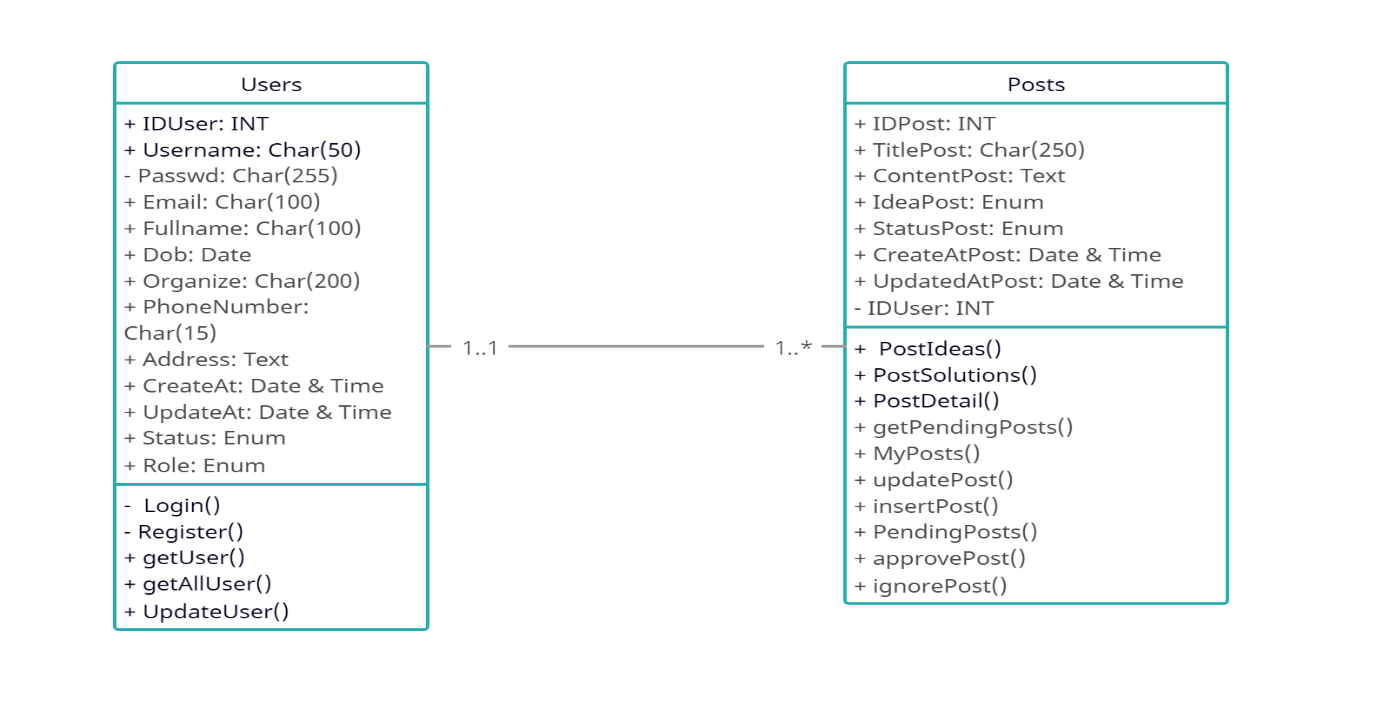 Users
+ IDUser: INT
+ Username: Char(50)
- Passwd: Char(255)
+ Email: Char(100)
+ Fullname: Char(100)
+ Dob: Date
+ Organize: Char(200)
+ PhoneNumber:
Char(15)
+ Address: Text
+ CreateAt: Date & Time
+ UpdateAt: Date & Time
+ Status: Enum
+ Role: Enum
- Login()
- Register()
+ getUser()
+ getAllUser()
+ UpdateUser()
1..1
1..*
Posts
+ IDPost: INT
+ TitlePost: Char(250)
+ ContentPost: Text
+ IdeaPost: Enum
+ StatusPost: Enum
+ CreateAtPost: Date & Time
+ UpdatedAtPost: Date & Time
- IDUser: INT
+ PostIdeas()
+ PostSolutions()
+ PostDetail()
+ getPendingPosts()
+ MyPosts()
+ updatePost()
+ insertPost()
+ PendingPosts()
+ approvePost()
+ ignorePost()